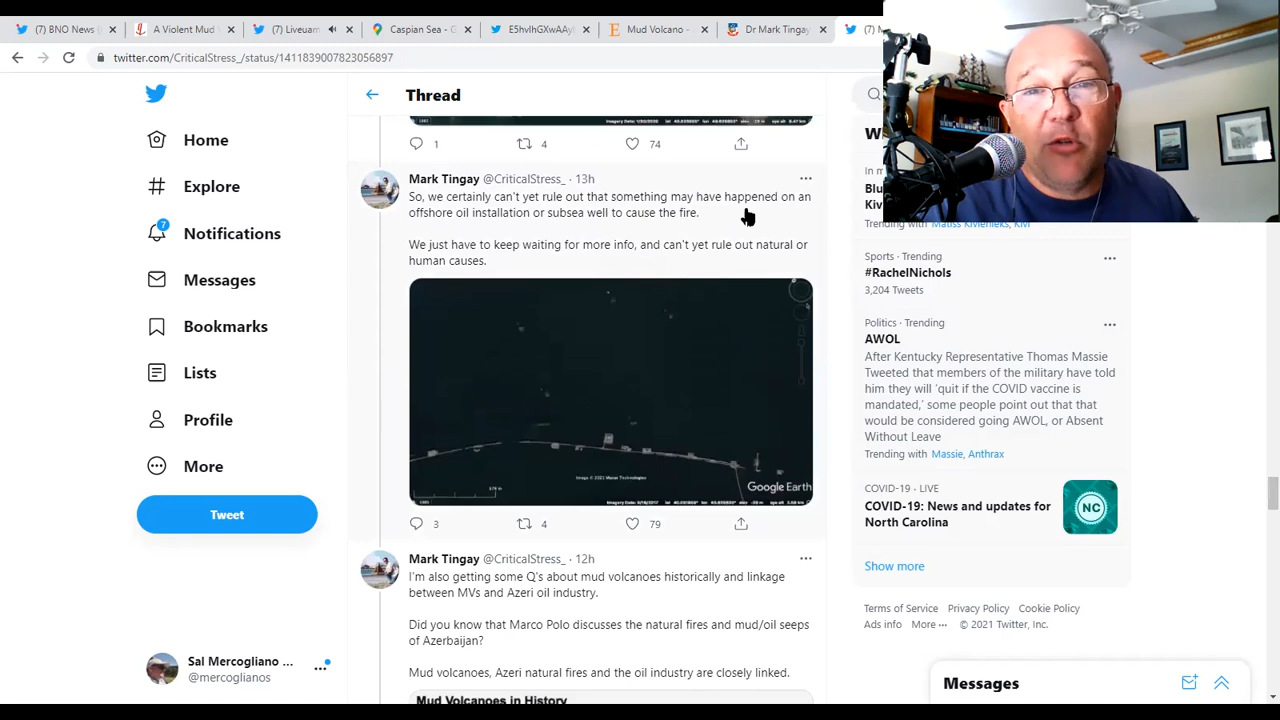 (7) BNO News
A Violent Mud
(7) Liveuam
Caspian Sea - G
E5hvIhGXwAAy
Mud Volcano -
Dr Mark Tingay
twitter.com/CriticalStress_/status/1411839007823056897
Home
Explore
7
Notifications
Messages
Bookmarks
Lists
Profile
More
Tweet
Sal Mercogliano ...
@mercoglianos
Thread
1
4
74
Mark Tingay @CriticalStress_ · 13h
So, we certainly can't yet rule out that something may have happened on an
offshore oil installation or subsea well to cause the fire.
We just have to keep waiting for more info, and can't yet rule out natural or
human causes.
Google Earth
3
4
79
Mark Tingay @CriticalStress_ · 12h
I'm also getting some Q's about mud volcanoes historically and linkage
between MVs and Azeri oil industry.
Did you know that Marco Polo discusses the natural fires and mud/oil seeps
of Azerbaijan?
Mud volcanoes, Azeri natural fires and the oil industry are closely linked.
Mud Volcanoes in History
Trending with Matiss Kivlenieks, Kivi
Sports · Trending
#RachelNichols
3,204 Tweets
Politics · Trending
AWOL
After Kentucky Representative Thomas Massie
Tweeted that members of the military have told
him they will 'quit if the COVID vaccine is
mandated,' some people point out that that
would be considered going AWOL, or Absent
Without Leave
Trending with Massie, Anthrax
COVID-19 · LIVE
COVID-19: News and updates for
North Carolina
NC
Show more
Terms of Service Privacy Policy Cookie Policy
Ads info More ··· © 2021 Twitter, Inc.
Messages